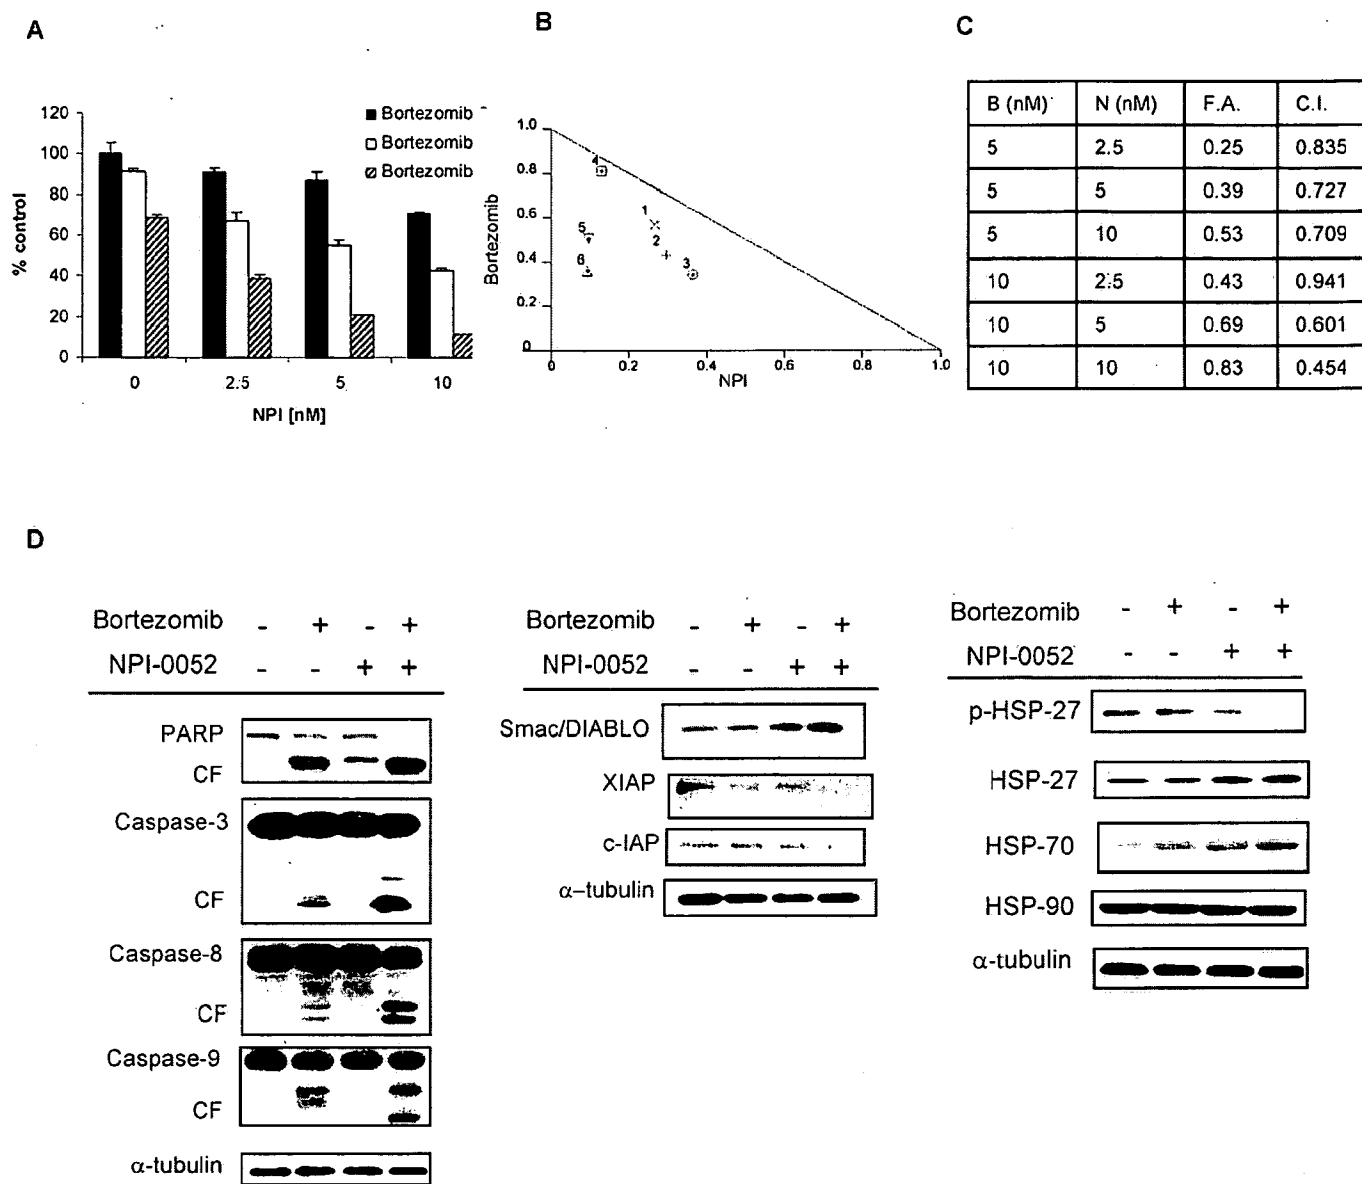 A
B
C
120
100
80
60
40
20
0
% control
0 2.5 5 10
NPI [nM]
Bortezomib
Bortezomib
Bortezomib
1.0
0.8
0.6
0.4
0.2
0
Bortezomib
0 0.2 0.4 0.6 0.8 1.0
NPI
4
1
5
2
6
3
B (nM) N (nM) F.A. C.I.
5 2.5 0.25 0.835
5 5 0.39 0.727
5 10 0.53 0.709
10 2.5 0.43 0.941
10 5 0.69 0.601
10 10 0.83 0.454
D
Bortezomib - + - +
NPI-0052 - - + +
PARP
CF
Caspase-3
CF
Caspase-8
CF
Caspase-9
CF
α-tubulin
Bortezomib - + - +
NPI-0052 - - + +
Smac/DIABLO
XIAP
c-IAP
α–tubulin
Bortezomib - + - +
NPI-0052 - - + +
p-HSP-27
HSP-27
HSP-70
HSP-90
α-tubulin